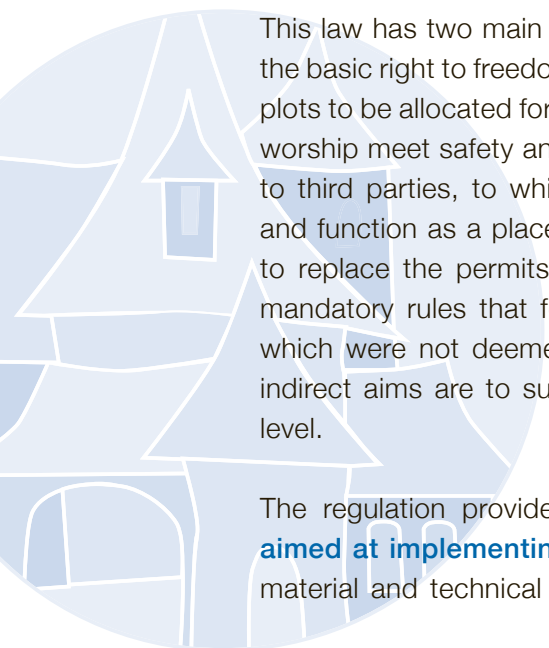 This law has two main
the basic right to freedo
plots to be allocated for
worship meet safety an
to third parties, to whi
and function as a place
to replace the permits
mandatory rules that f
which were not deeme
indirect aims are to su
level.
The regulation provide
aimed at implementin
material and technical